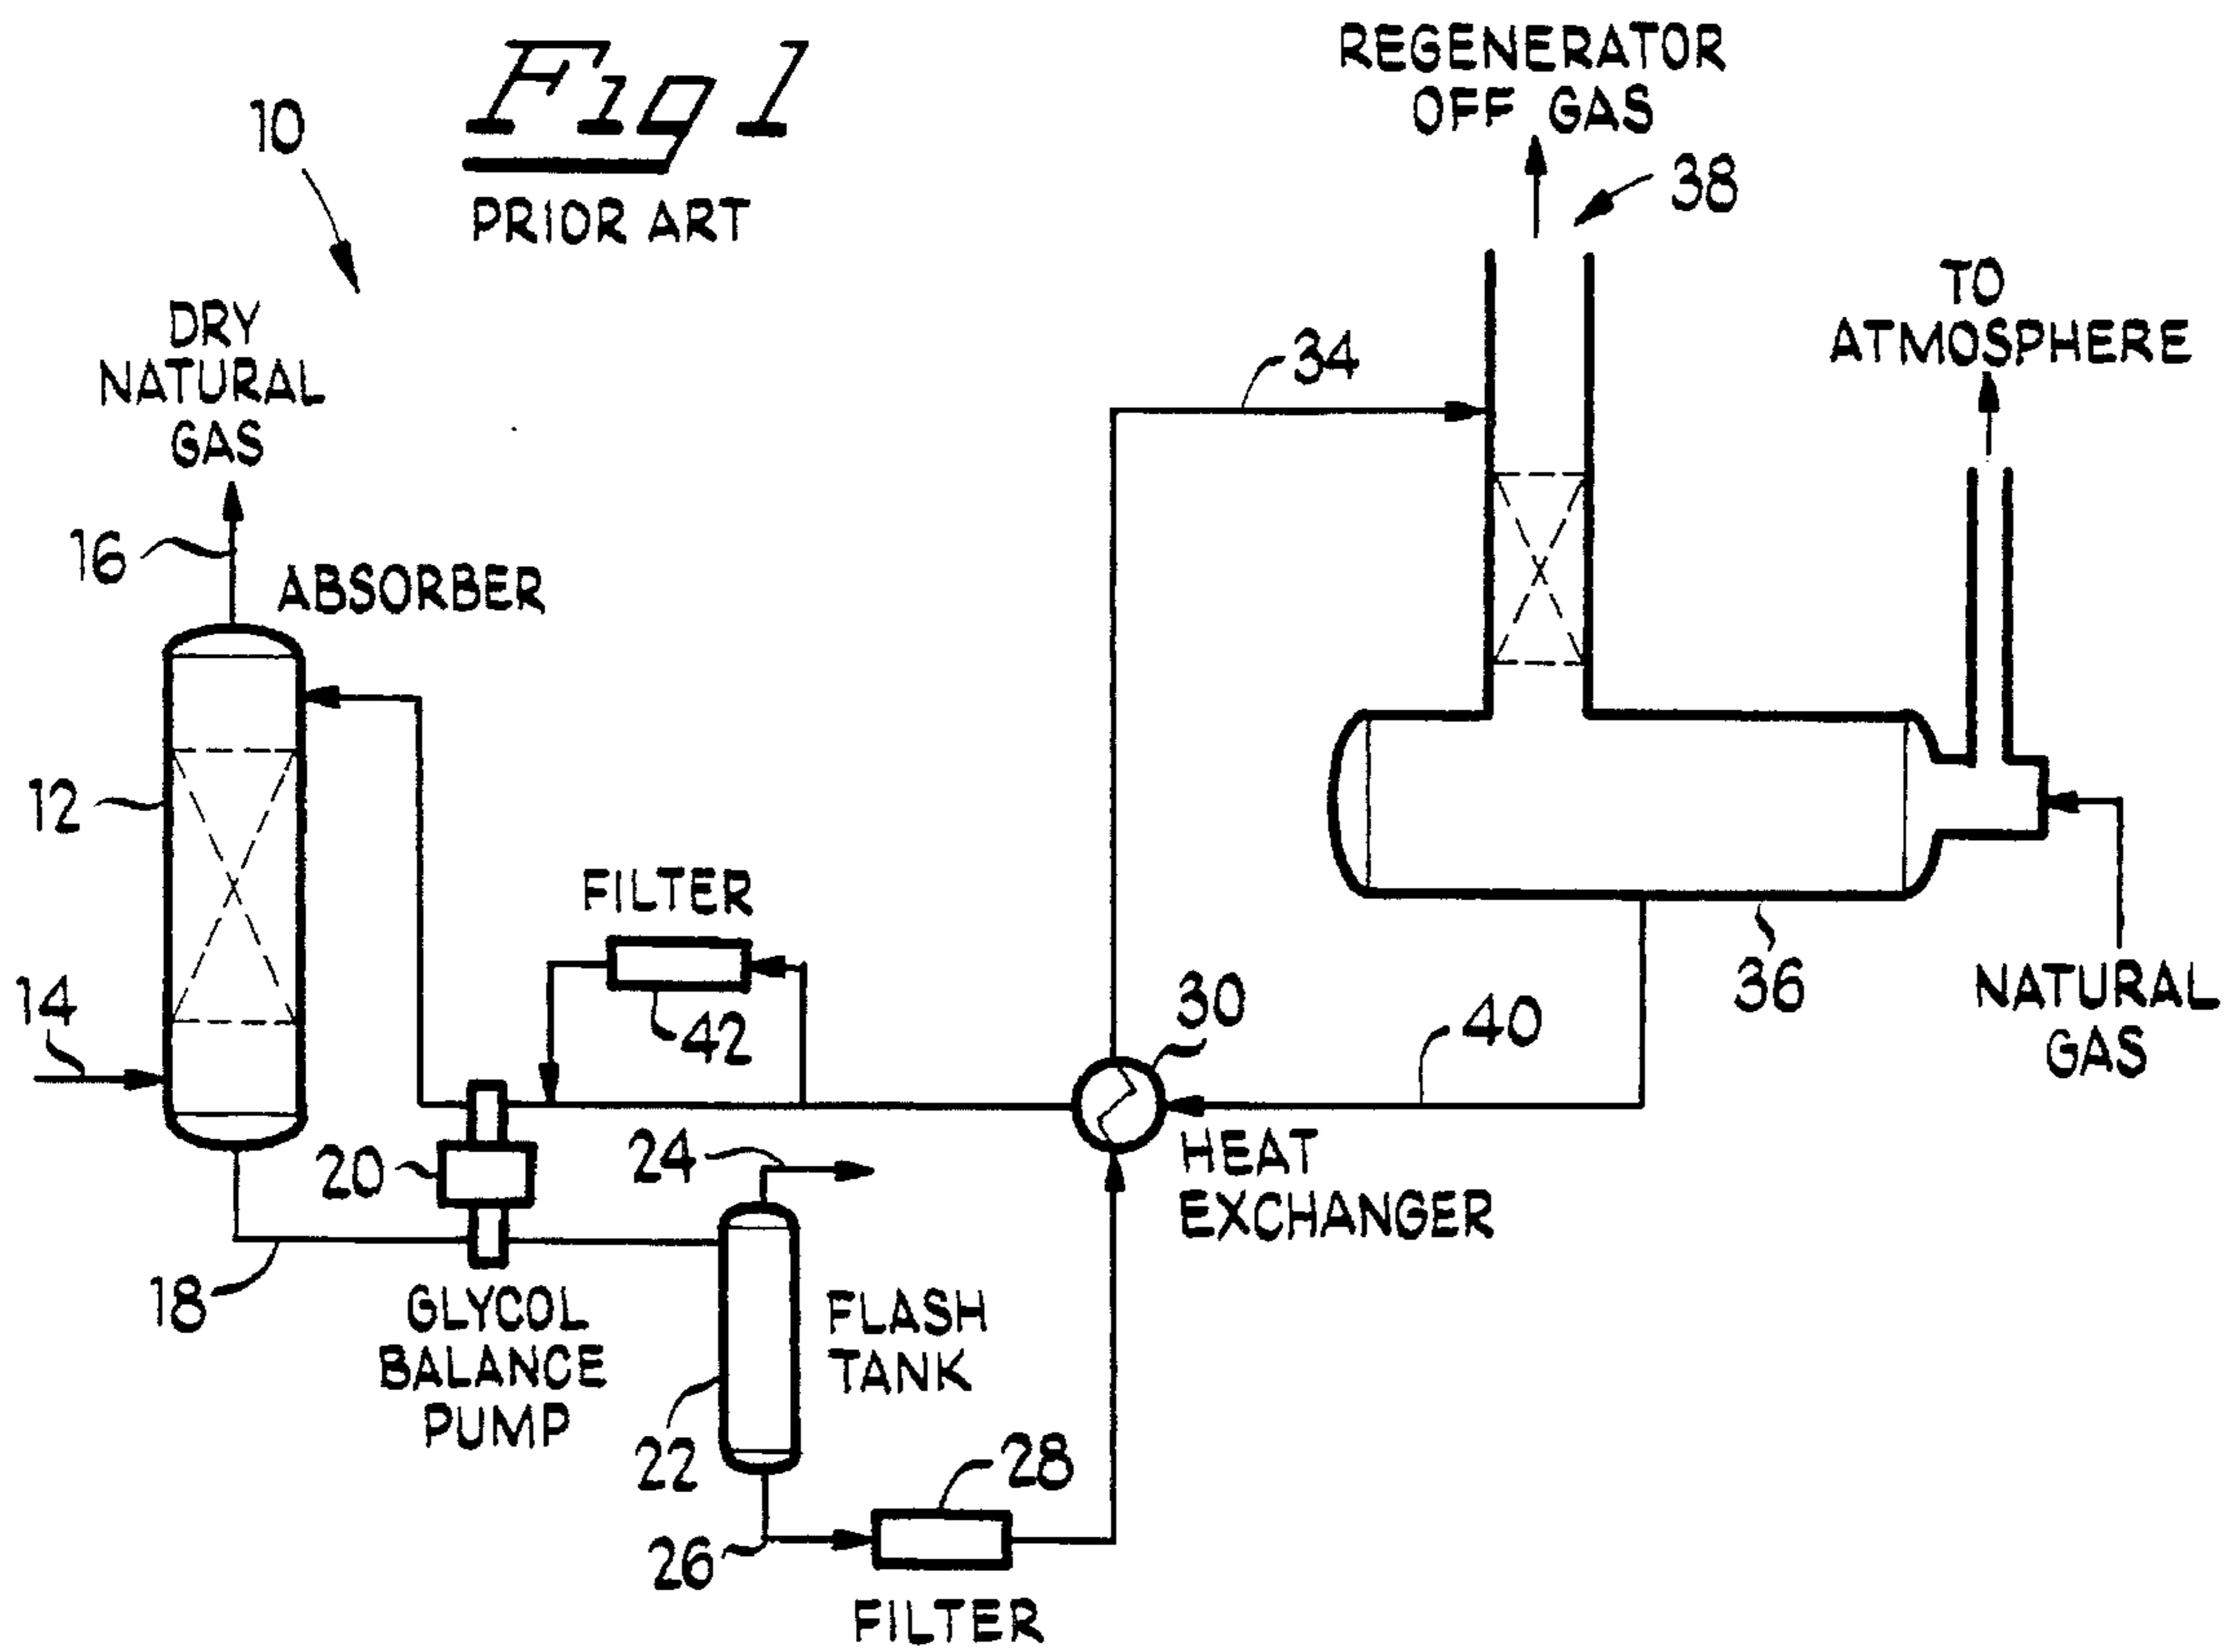 Fig 1
PRIOR ART
10
REGENERATOR
OFF GAS
38
TO
ATMOSPHERE
DRY
NATURAL
GAS
34
16
ABSORBER
12
FILTER
42
14
30
40
36
NATURAL
GAS
HEAT
EXCHANGER
20
24
18
GLYCOL
BALANCE
PUMP
FLASH
TANK
22
28
26
FILTER